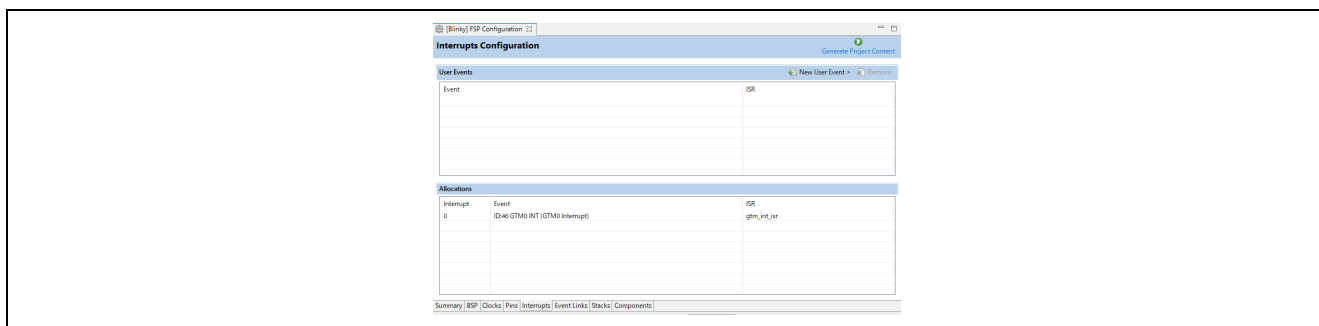 [Blinky] FSP Configuration
Interrupts Configuration
Generate Project Content
User Events
New User Event > Remove
Event ISR
Allocations
Interrupt Event ISR
0 ID:46 GTM0 INT (GTM0 Interrupt) gtm_int_isr
Summary BSP Clocks Pins Interrupts Event Links Stacks Components